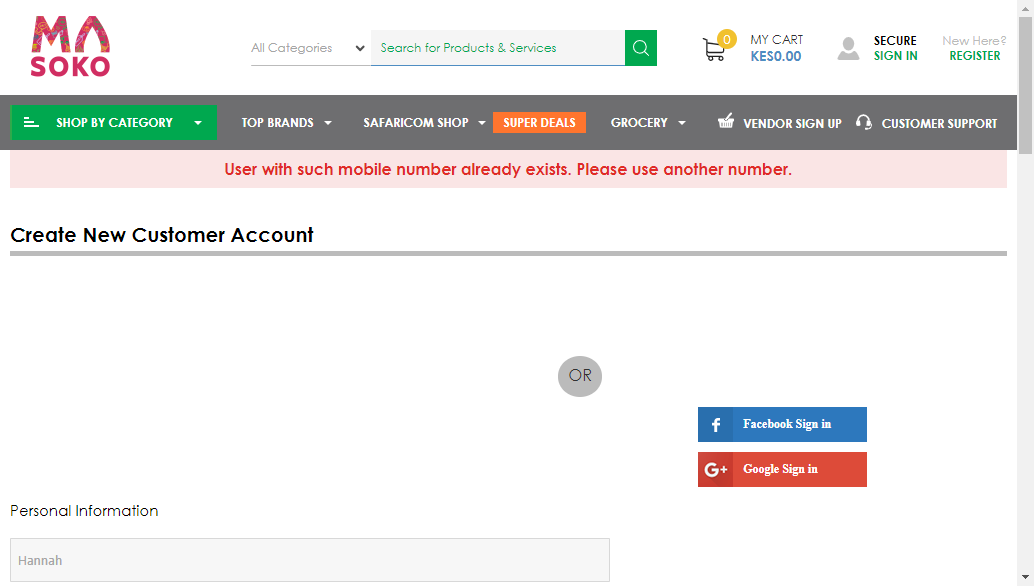 MA
SOKO
All Categories
Search for Products & Services
0
MY CART
KES0.00
SECURE
SIGN IN
New Here?
REGISTER
SHOP BY CATEGORY
TOP BRANDS
SAFARICOM SHOP
SUPER DEALS
GROCERY
VENDOR SIGN UP
CUSTOMER SUPPORT
User with such mobile number already exists. Please use another number.
Create New Customer Account
OR
f Facebook Sign in
G+ Google Sign in
Personal Information
Hannah